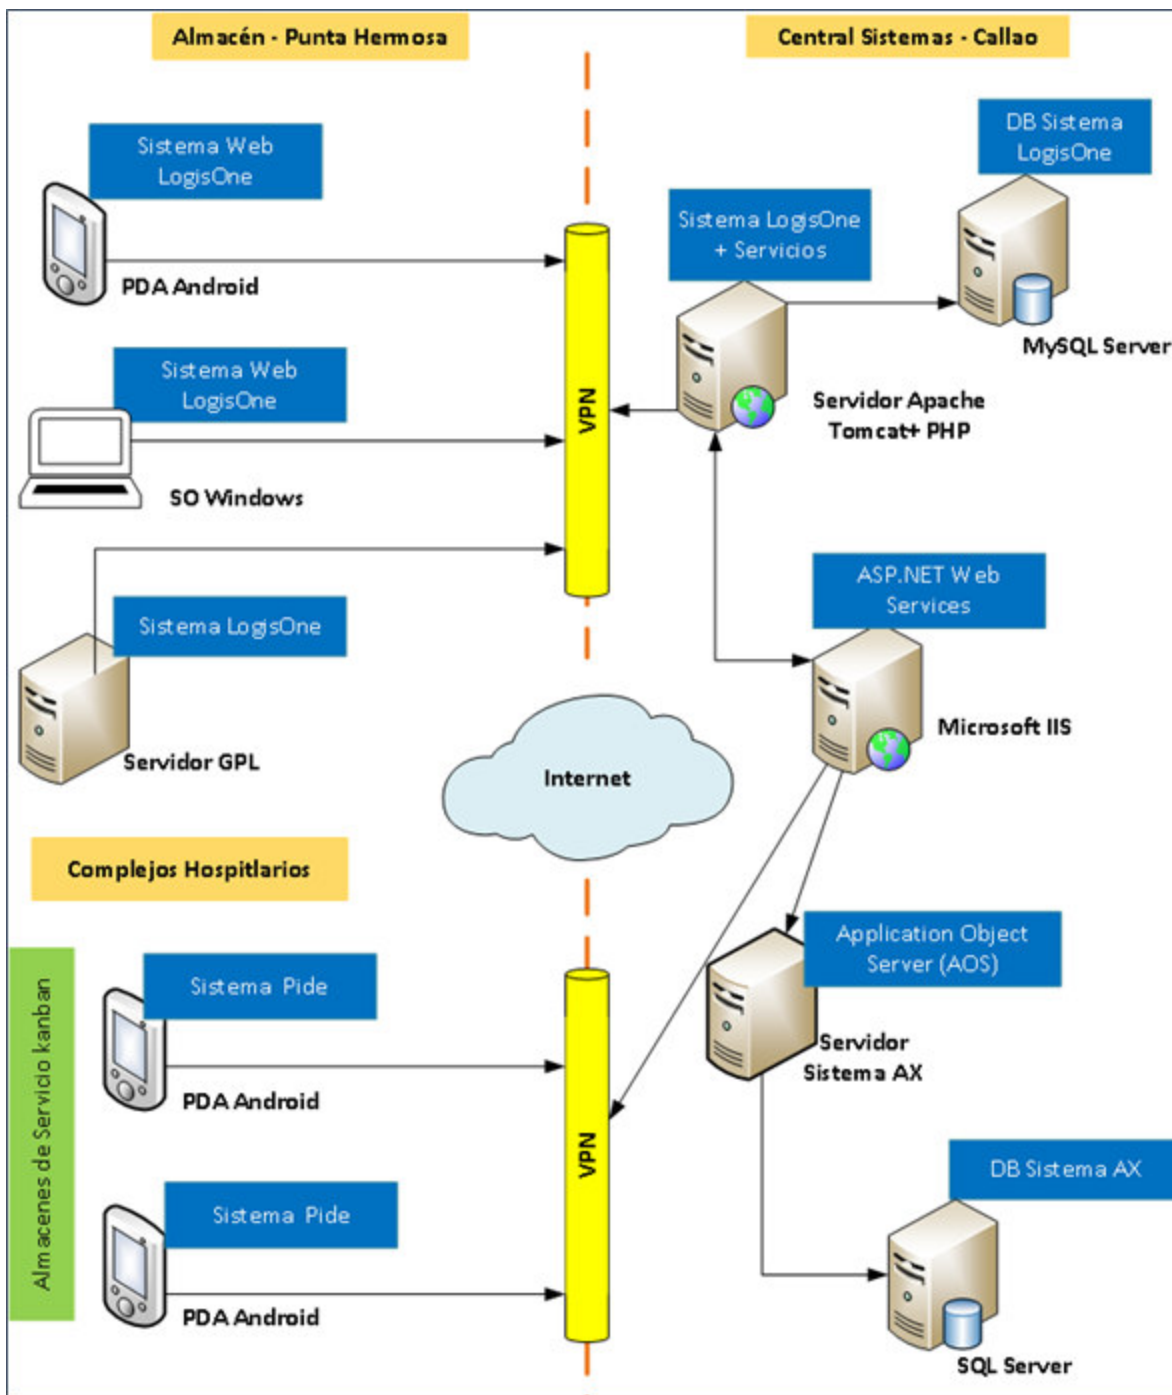 Almacén - Punta Hermosa
Sistema Web
LogisOne
PDA Android
Sistema Web
LogisOne
SO Windows
Sistema LogisOne
Servidor GPL
VPN
Central Sistemas - Callao
DB Sistema
LogisOne
MySQL Server
Sistema LogisOne
+ Servicios
Servidor Apache
Tomcat+ PHP
ASP.NET Web
Services
Microsoft IIS
Internet
Complejos Hospitlarios
Almacenes de Servicio kanban
Sistema Pide
PDA Android
Sistema Pide
PDA Android
VPN
Application Object
Server (AOS)
Servidor
Sistema AX
DB Sistema AX
SQL Server